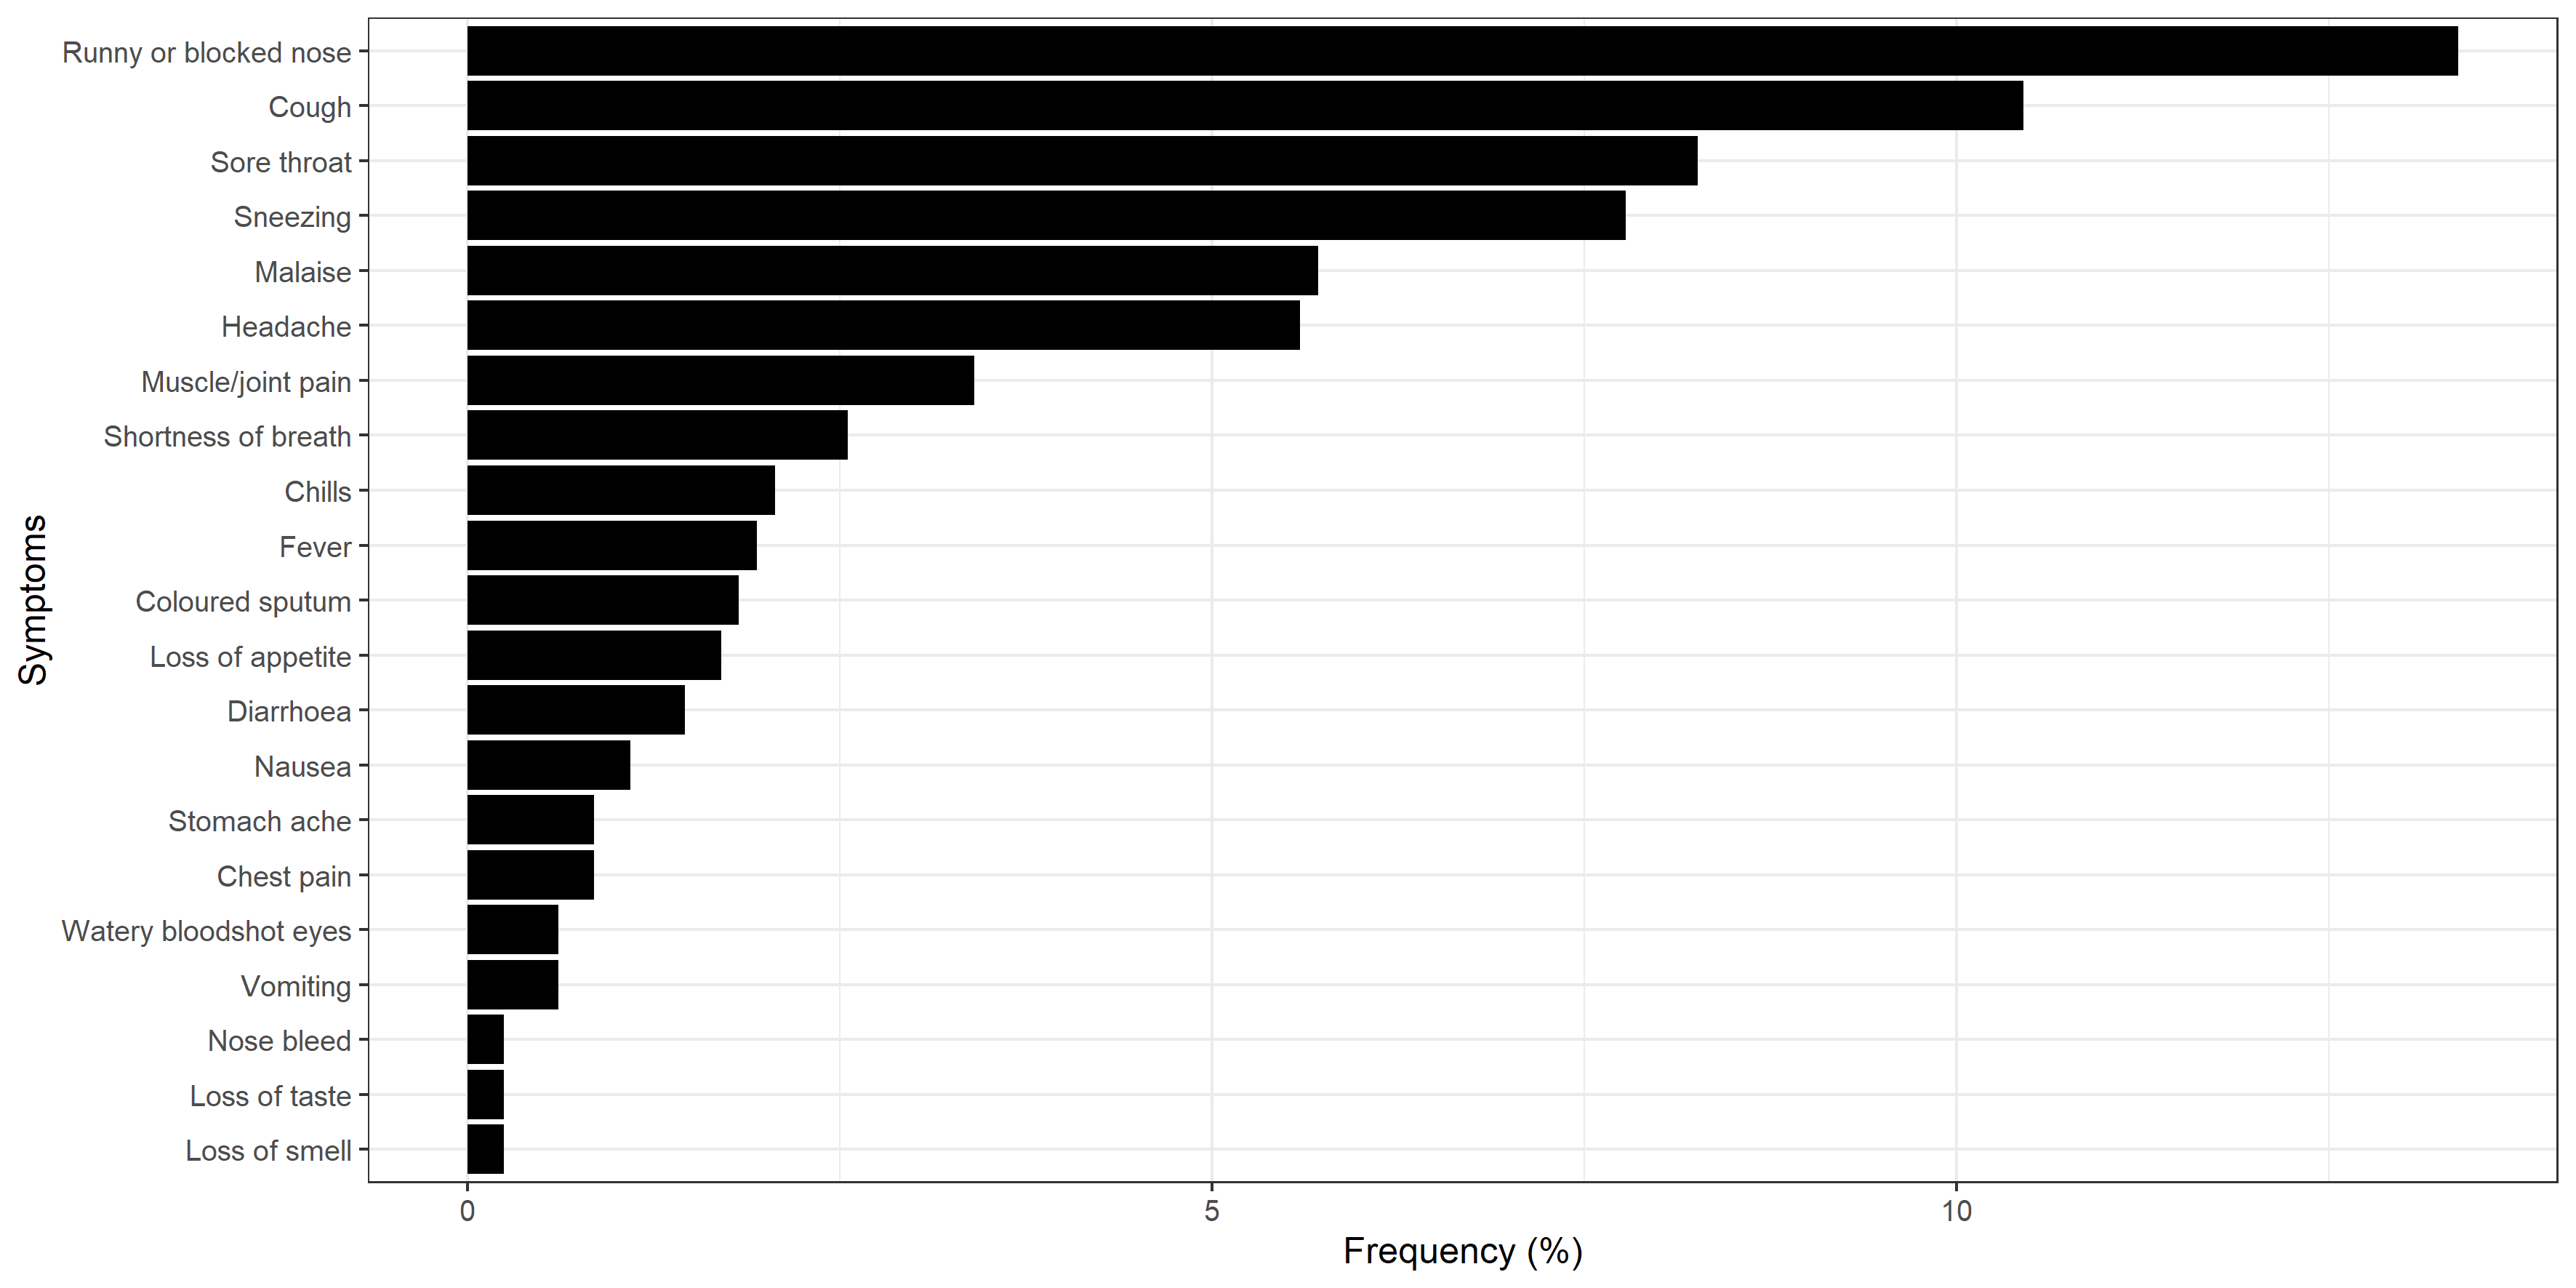 Runny or blocked nose
Cough
Sore throat
Sneezing
Malaise
Headache
Muscle/joint pain
Shortness of breath
Chills
Fever
Coloured sputum
Loss of appetite
Diarrhoea
Nausea
Stomach ache
Chest pain
Watery bloodshot eyes
Vomiting
Nose bleed
Loss of taste
Loss of smell
Symptoms
0 5 10
Frequency (%)